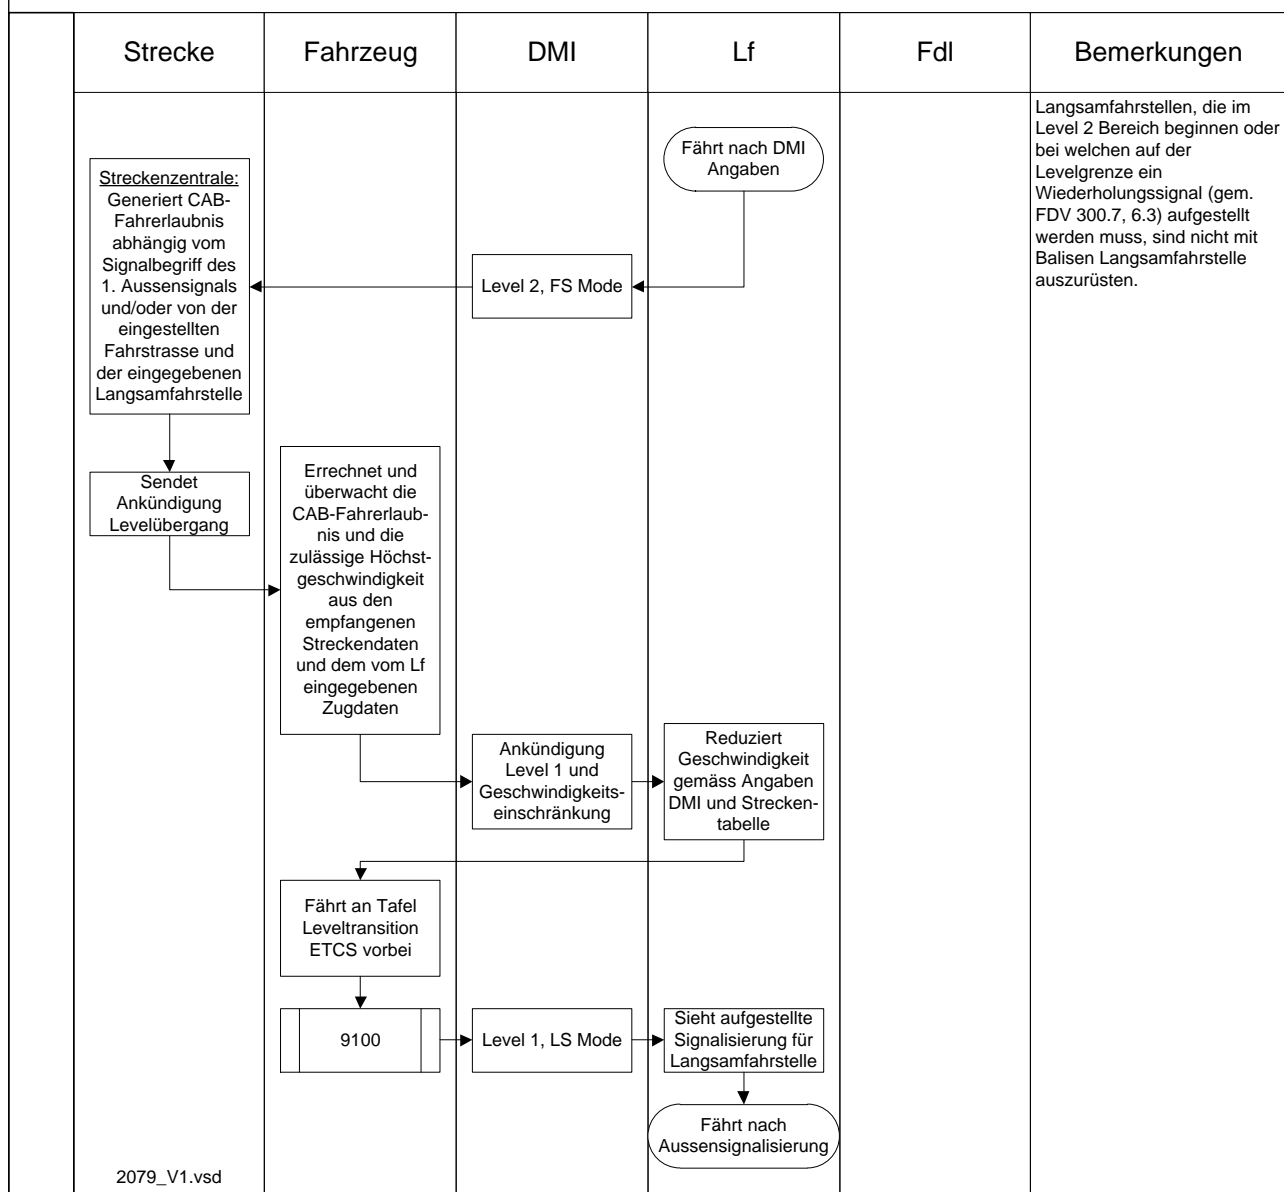 Strecke
Fahrzeug
DMI
Lf
Fdl
Bemerkungen
Langsamfahrstellen, die im
Level 2 Bereich beginnen oder
bei welchen auf der
Levelgrenze ein
Wiederholungssignal (gem.
FDV 300.7, 6.3) aufgestellt
werden muss, sind nicht mit
Balisen Langsamfahrstelle
auszurüsten.
Fährt nach DMI
Angaben
Streckenzentrale:
Generiert CAB-
Fahrerlaubnis
abhängig vom
Signalbegriff des
1. Aussensignals
und/oder von der
eingestellten
Fahrstrasse und
der eingegebenen
Langsamfahrstelle
Level 2, FS Mode
Sendet
Ankündigung
Levelübergang
Errechnet und
überwacht die
CAB-Fahrerlaub-
nis und die
zulässige Höchst-
geschwindigkeit
aus den
empfangenen
Streckendaten
und dem vom Lf
eingegebenen
Zugdaten
Ankündigung
Level 1 und
Geschwindigkeits-
einschränkung
Reduziert
Geschwindigkeit
gemäss Angaben
DMI und Strecken-
tabelle
Fährt an Tafel
Leveltransition
ETCS vorbei
9100
Level 1, LS Mode
Sieht aufgestellte
Signalisierung für
Langsamfahrstelle
Fährt nach
Aussensignalisierung
2079_V1.vsd